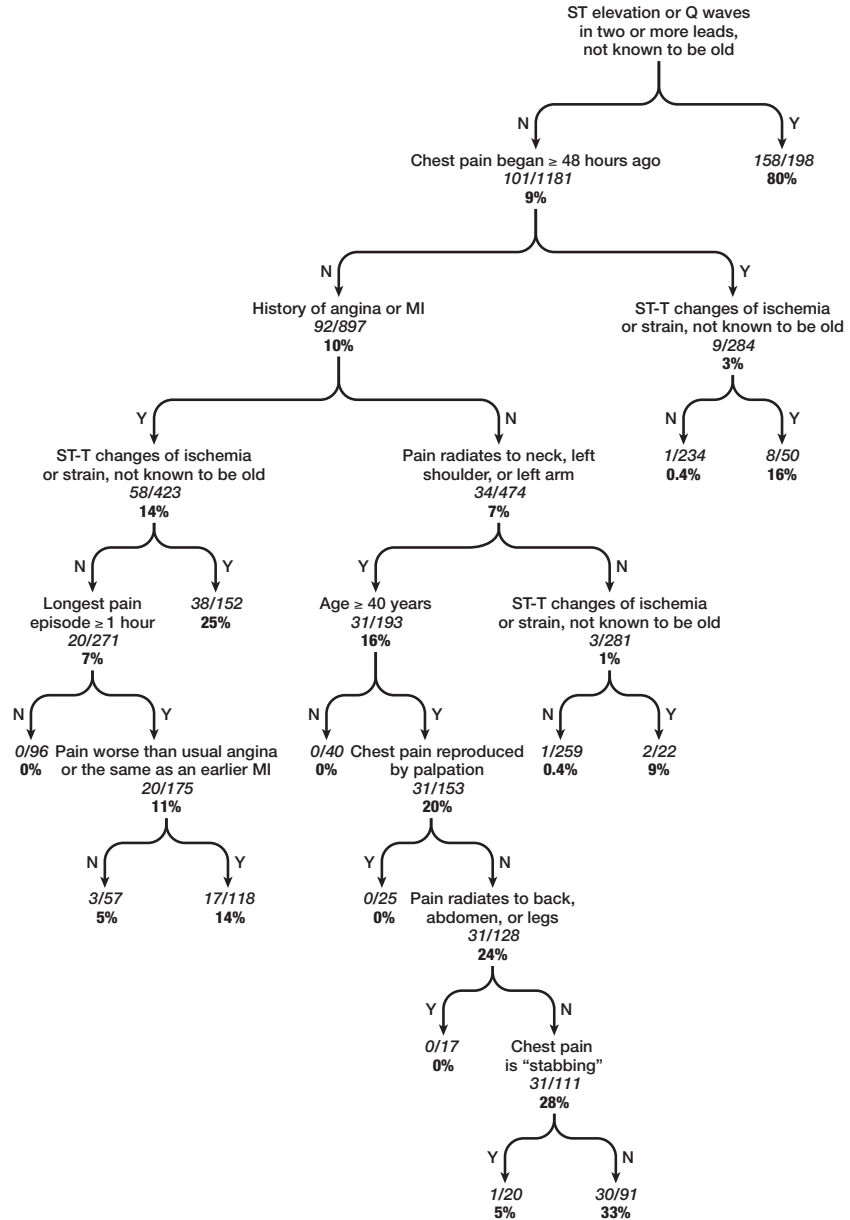 ST elevation or Q waves
in two or more leads,
not known to be old
N
Y
Chest pain began ≥ 48 hours ago
101/1181
9%
158/198
80%
N
Y
History of angina or MI
92/897
10%
ST-T changes of ischemia
or strain, not known to be old
9/284
3%
Y
N
N
Y
ST-T changes of ischemia
or strain, not known to be old
58/423
14%
Pain radiates to neck, left
shoulder, or left arm
34/474
7%
1/234
0.4%
8/50
16%
N
Y
Y
N
Longest pain
episode ≥ 1 hour
20/271
7%
38/152
25%
Age ≥ 40 years
31/193
16%
ST-T changes of ischemia
or strain, not known to be old
3/281
1%
N
Y
N
Y
N
Y
0/96
0%
Pain worse than usual angina
or the same as an earlier MI
20/175
11%
0/40
0%
Chest pain reproduced
by palpation
31/153
20%
1/259
0.4%
2/22
9%
N
Y
Y
N
3/57
5%
17/118
14%
0/25
0%
Pain radiates to back,
abdomen, or legs
31/128
24%
Y
N
0/17
0%
Chest pain
is “stabbing”
31/111
28%
Y
N
1/20
5%
30/91
33%